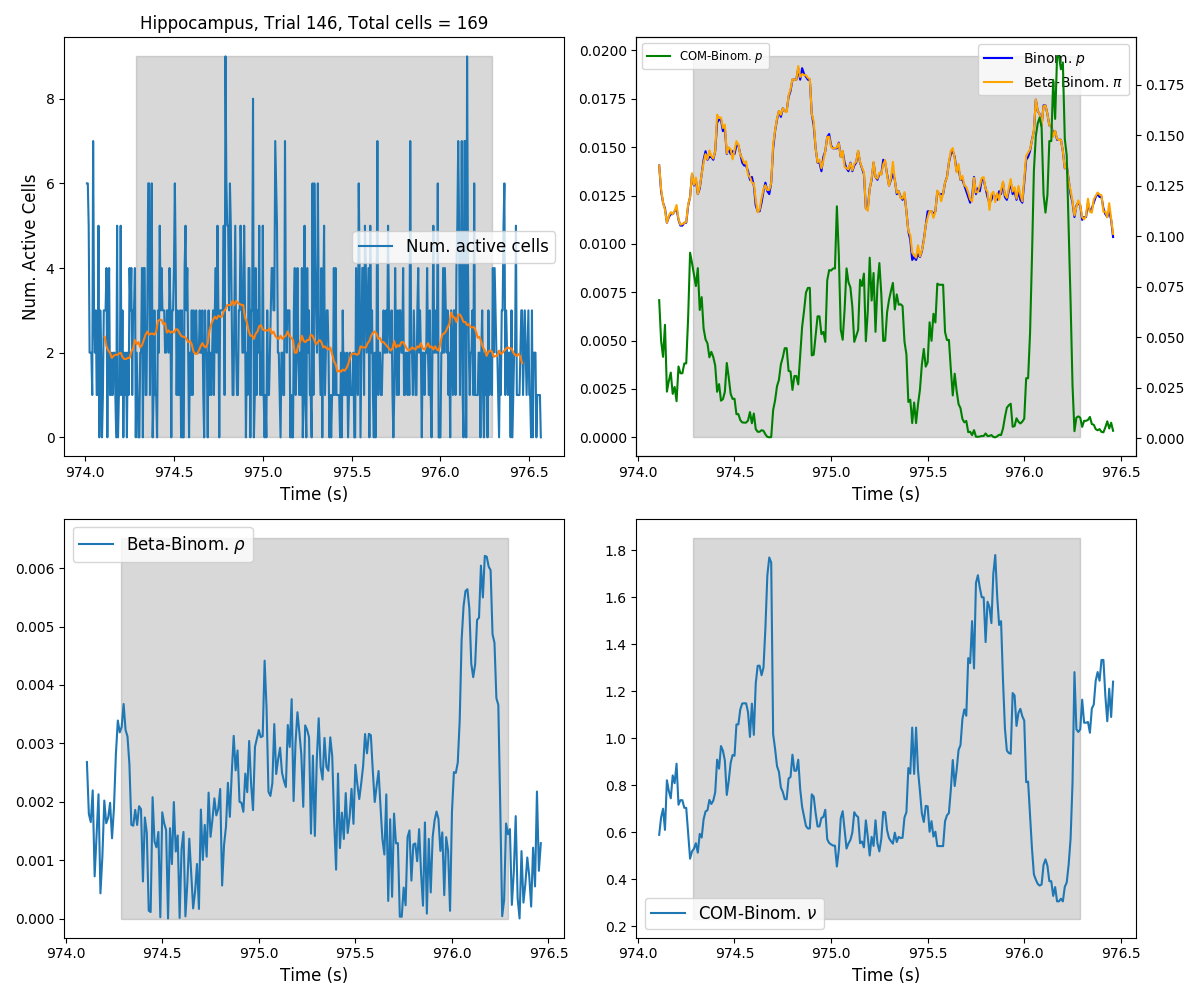 Hippocampus, Trial 146, Total cells = 169
Num. Active Cells
8
6
4
2
0
Num. active cells
974.0 974.5 975.0 975.5 976.0 976.5
Time (s)
COM-Binom. p
Binom. p
Beta-Binom. π
0.0200
0.0175
0.0150
0.0125
0.0100
0.0075
0.0050
0.0025
0.0000
0.175
0.150
0.125
0.100
0.075
0.050
0.025
0.000
974.0 974.5 975.0 975.5 976.0 976.5
Time (s)
Beta-Binom. ρ
0.006
0.005
0.004
0.003
0.002
0.001
0.000
974.0 974.5 975.0 975.5 976.0 976.5
Time (s)
1.8
1.6
1.4
1.2
1.0
0.8
0.6
0.4
0.2
COM-Binom. ν
974.0 974.5 975.0 975.5 976.0 976.5
Time (s)